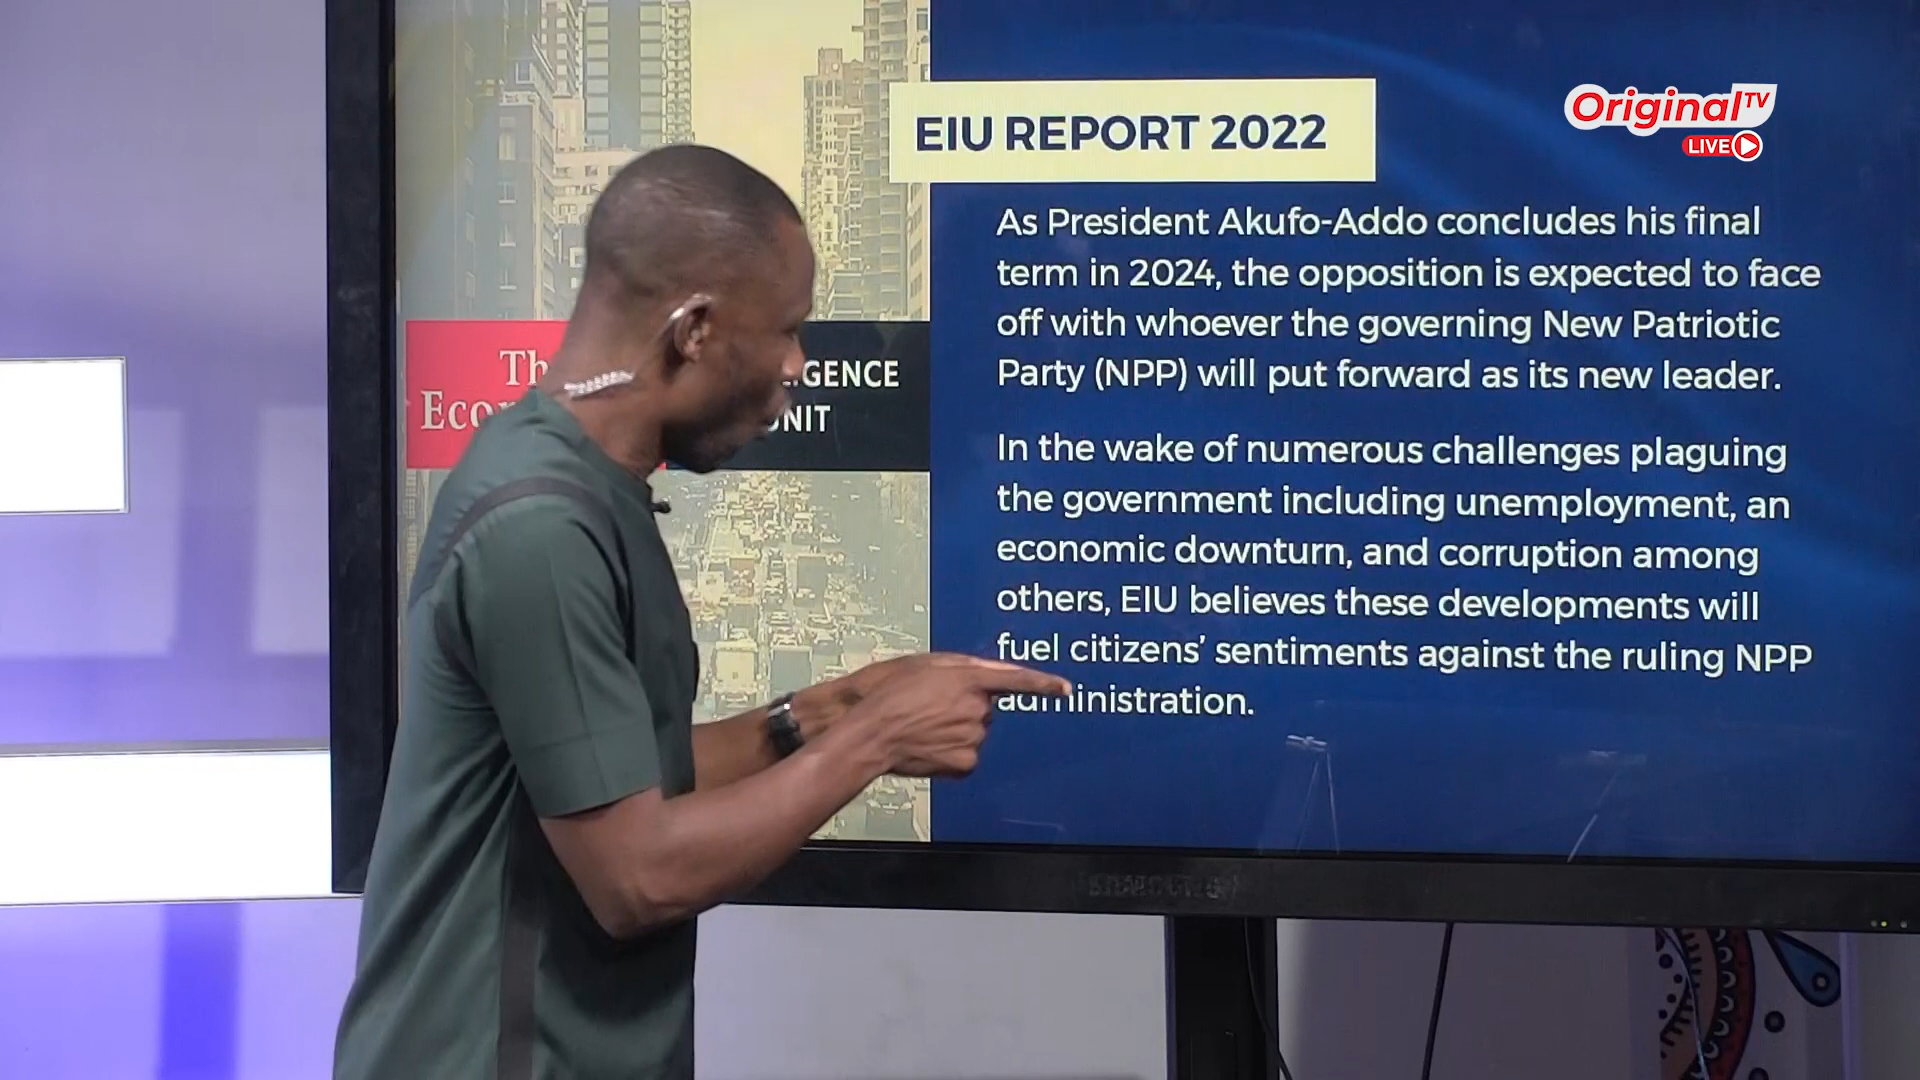 Original TV
LIVE
EIU REPORT 2022
As President Akufo-Addo concludes his final
term in 2024, the opposition is expected to face
off with whoever the governing New Patriotic
Party (NPP) will put forward as its new leader.
In the wake of numerous challenges plaguing
the government including unemployment, an
economic downturn, and corruption among
others, EIU believes these developments will
fuel citizens’ sentiments against the ruling NPP
administration.